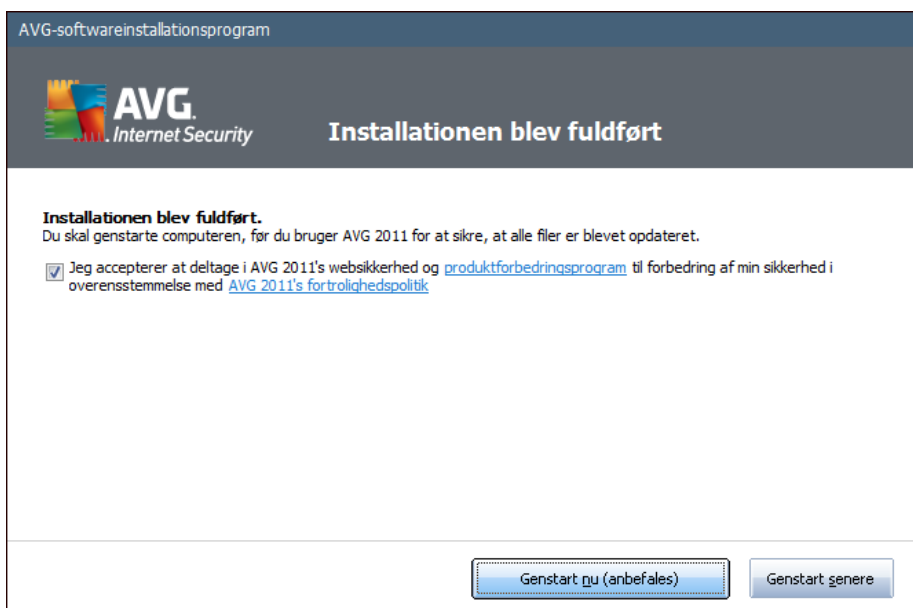 AVG-softwareinstallationsprogram
AVG.
Internet Security
Installationen blev fuldført
Installationen blev fuldført.
Du skal genstarte computeren, før du bruger AVG 2011 for at sikre, at alle filer er blevet opdateret.
Jeg accepterer at deltage i AVG 2011's websikkerhed og produktforbedringsprogram til forbedring af min sikkerhed i
overensstemmelse med AVG 2011's fortrolighedspolitik
Genstart nu (anbefales)
Genstart senere